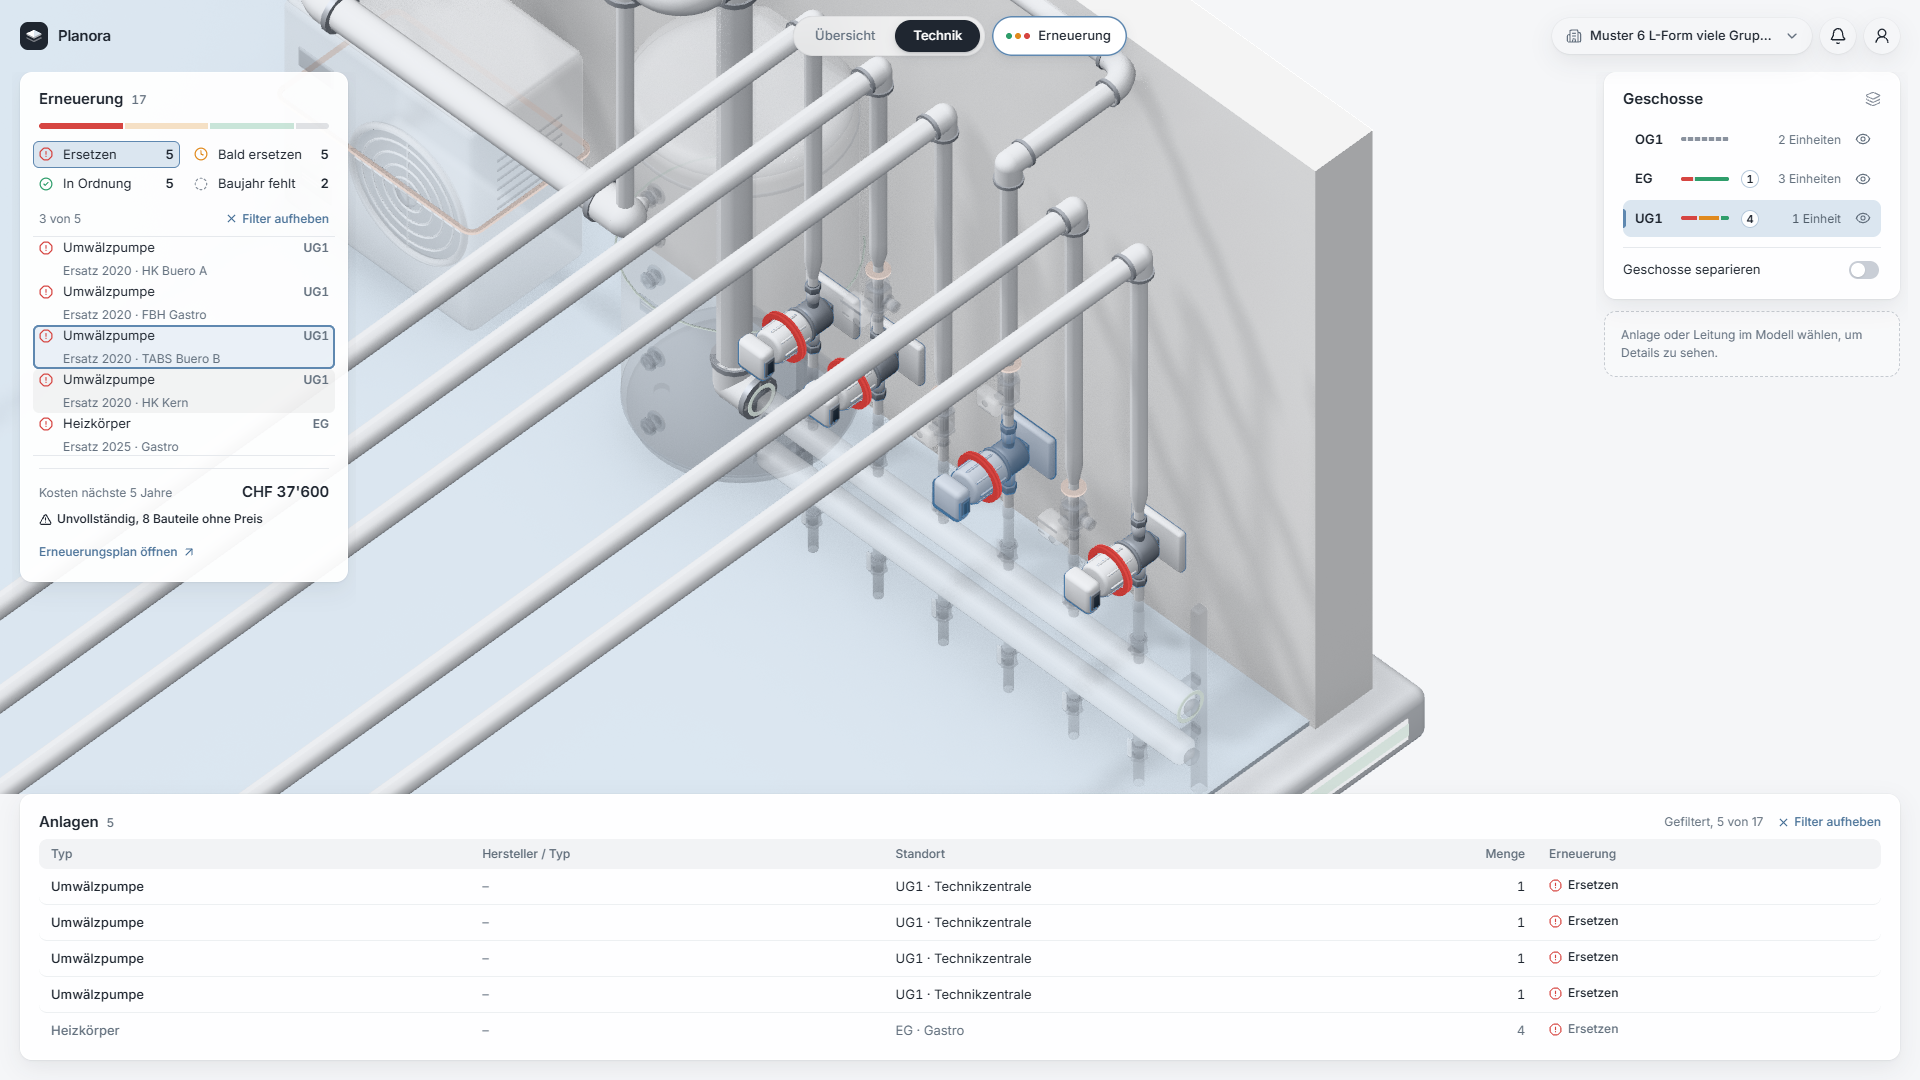 Planora
Übersicht
Technik
Erneuerung
Muster 6 L-Form viele Grup...
Erneuerung 17
Ersetzen 5
Bald ersetzen 5
In Ordnung 5
Baujahr fehlt 2
3 von 5
Filter aufheben
Umwälzpumpe UG1
Ersatz 2020 · HK Buero A
Umwälzpumpe UG1
Ersatz 2020 · FBH Gastro
Umwälzpumpe UG1
Ersatz 2020 · TABS Buero B
Umwälzpumpe UG1
Ersatz 2020 · HK Kern
Heizkörper EG
Ersatz 2025 · Gastro
Kosten nächste 5 Jahre CHF 37'600
Unvollständig, 8 Bauteile ohne Preis
Erneuerungsplan öffnen
Geschosse
OG1 2 Einheiten
EG 1 3 Einheiten
UG1 4 1 Einheit
Geschosse separieren
Anlage oder Leitung im Modell wählen, um
Details zu sehen.
Anlagen 5
Gefiltert, 5 von 17
Filter aufheben
Typ Hersteller / Typ Standort Menge Erneuerung
Umwälzpumpe – UG1 · Technikzentrale 1 Ersetzen
Umwälzpumpe – UG1 · Technikzentrale 1 Ersetzen
Umwälzpumpe – UG1 · Technikzentrale 1 Ersetzen
Umwälzpumpe – UG1 · Technikzentrale 1 Ersetzen
Heizkörper – EG · Gastro 4 Ersetzen